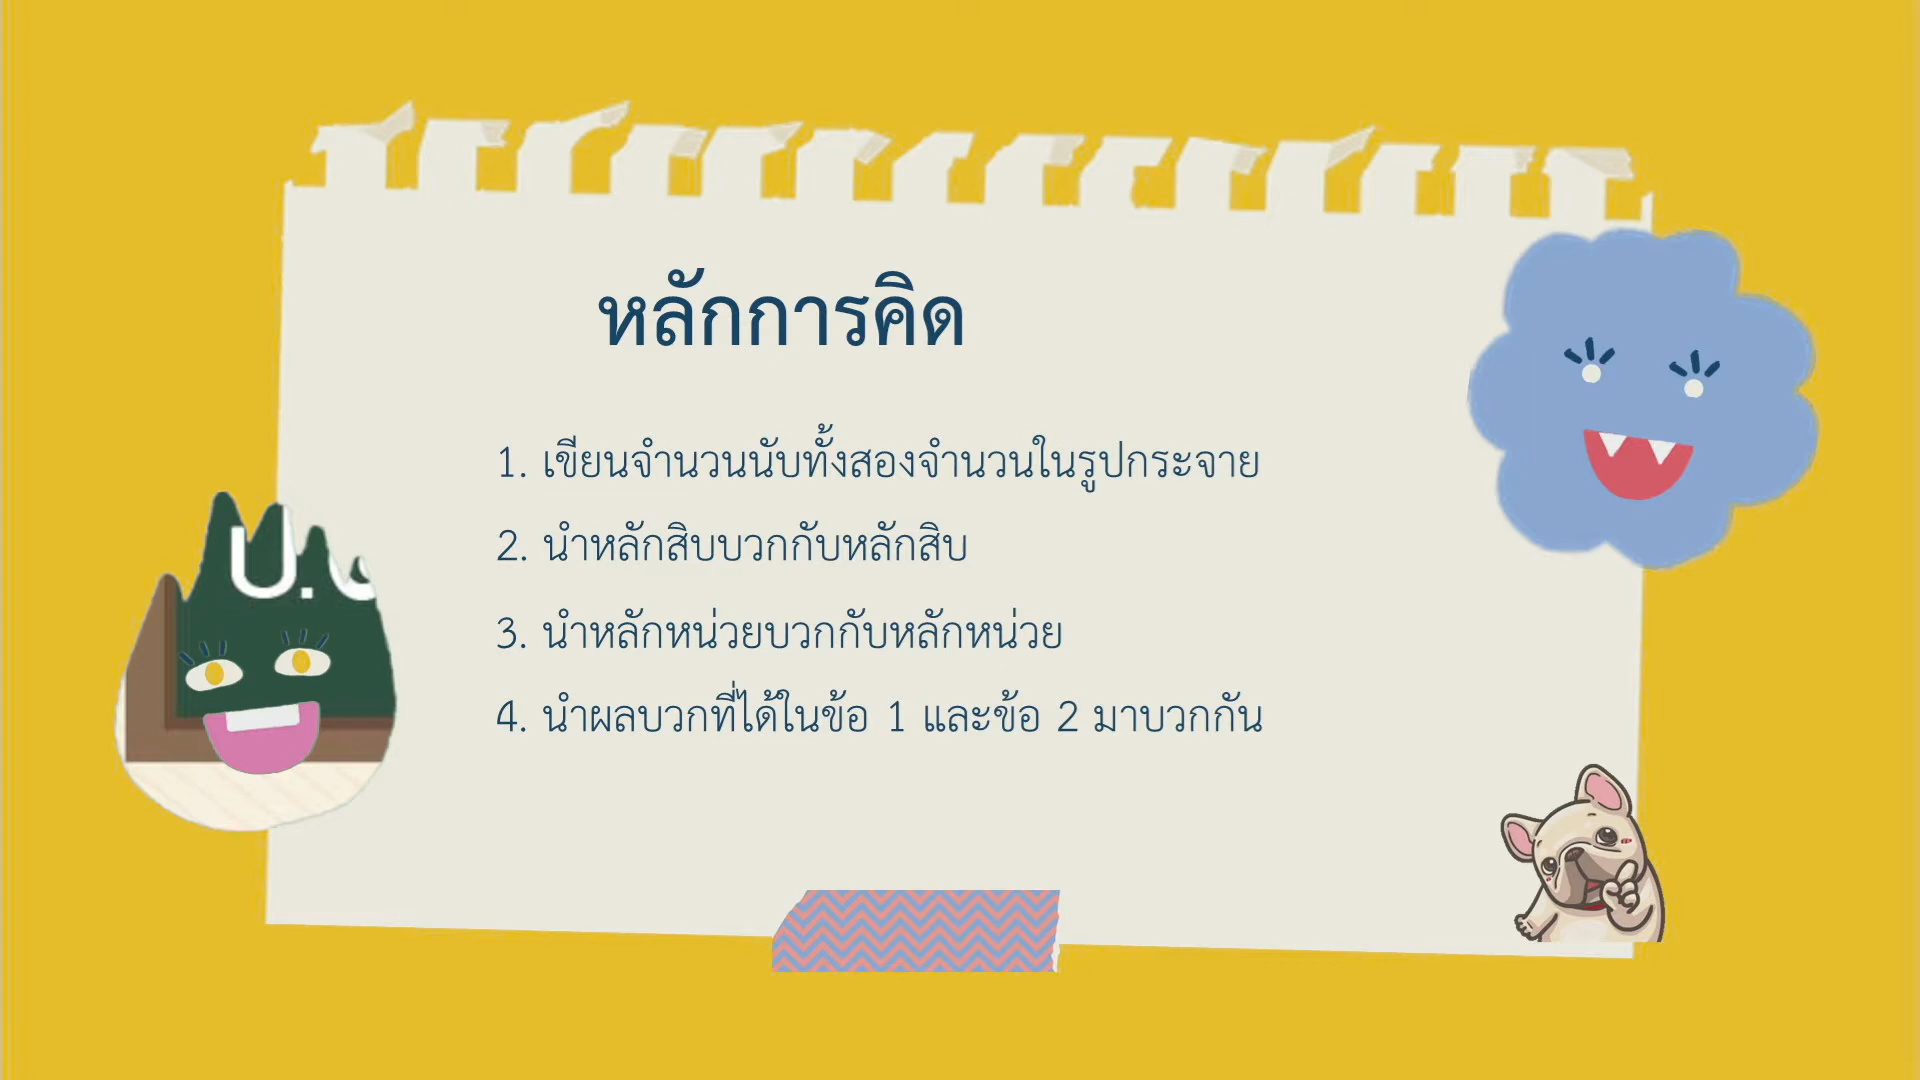 หลักการคิด
1. เขียนจำนวนนับทั้งสองจำนวนในรูปกระจาย
2. นำหลักสิบบวกกับหลักสิบ
3. นำหลักหน่วยบวกกับหลักหน่วย
4. นำผลบวกที่ได้ในข้อ 1 และข้อ 2 มาบวกกัน